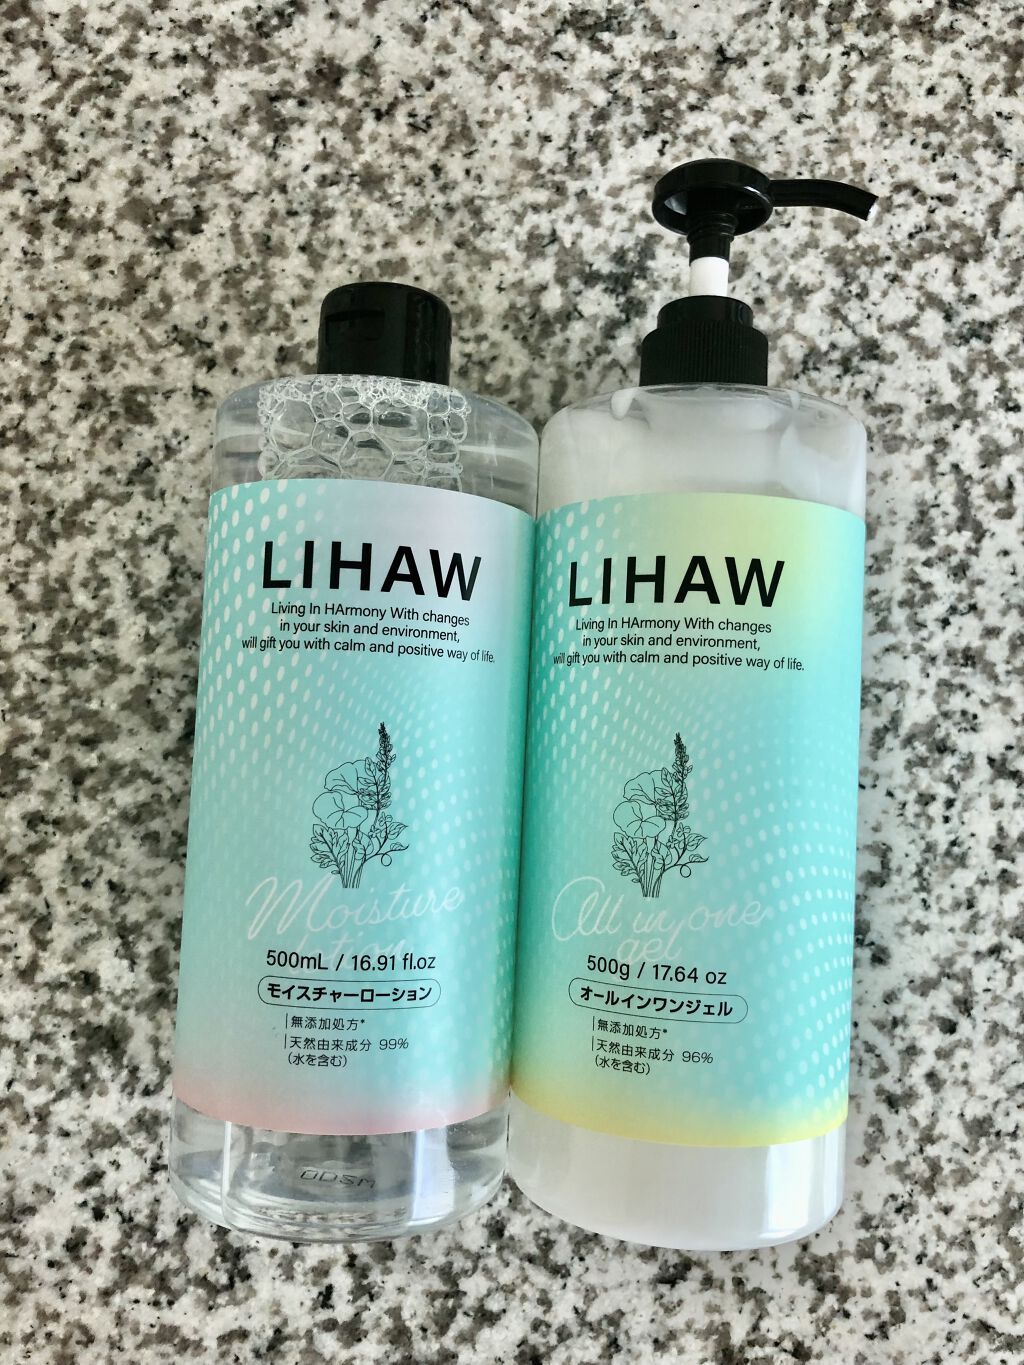 LIHAW
Living In HArmony With changes
in your skin and environment,
will gift you with calm and positive way of life.
Moisture
lotion
500mL / 16.91 fl.oz
モイスチャーローション
無添加処方*
天然由来成分 99%
(水を含む)
LIHAW
Living In HArmony With changes
in your skin and environment,
will gift you with calm and positive way of life.
All in one
gel
500g / 17.64 oz
オールインワンジェル
無添加処方*
天然由来成分 96%
(水を含む)